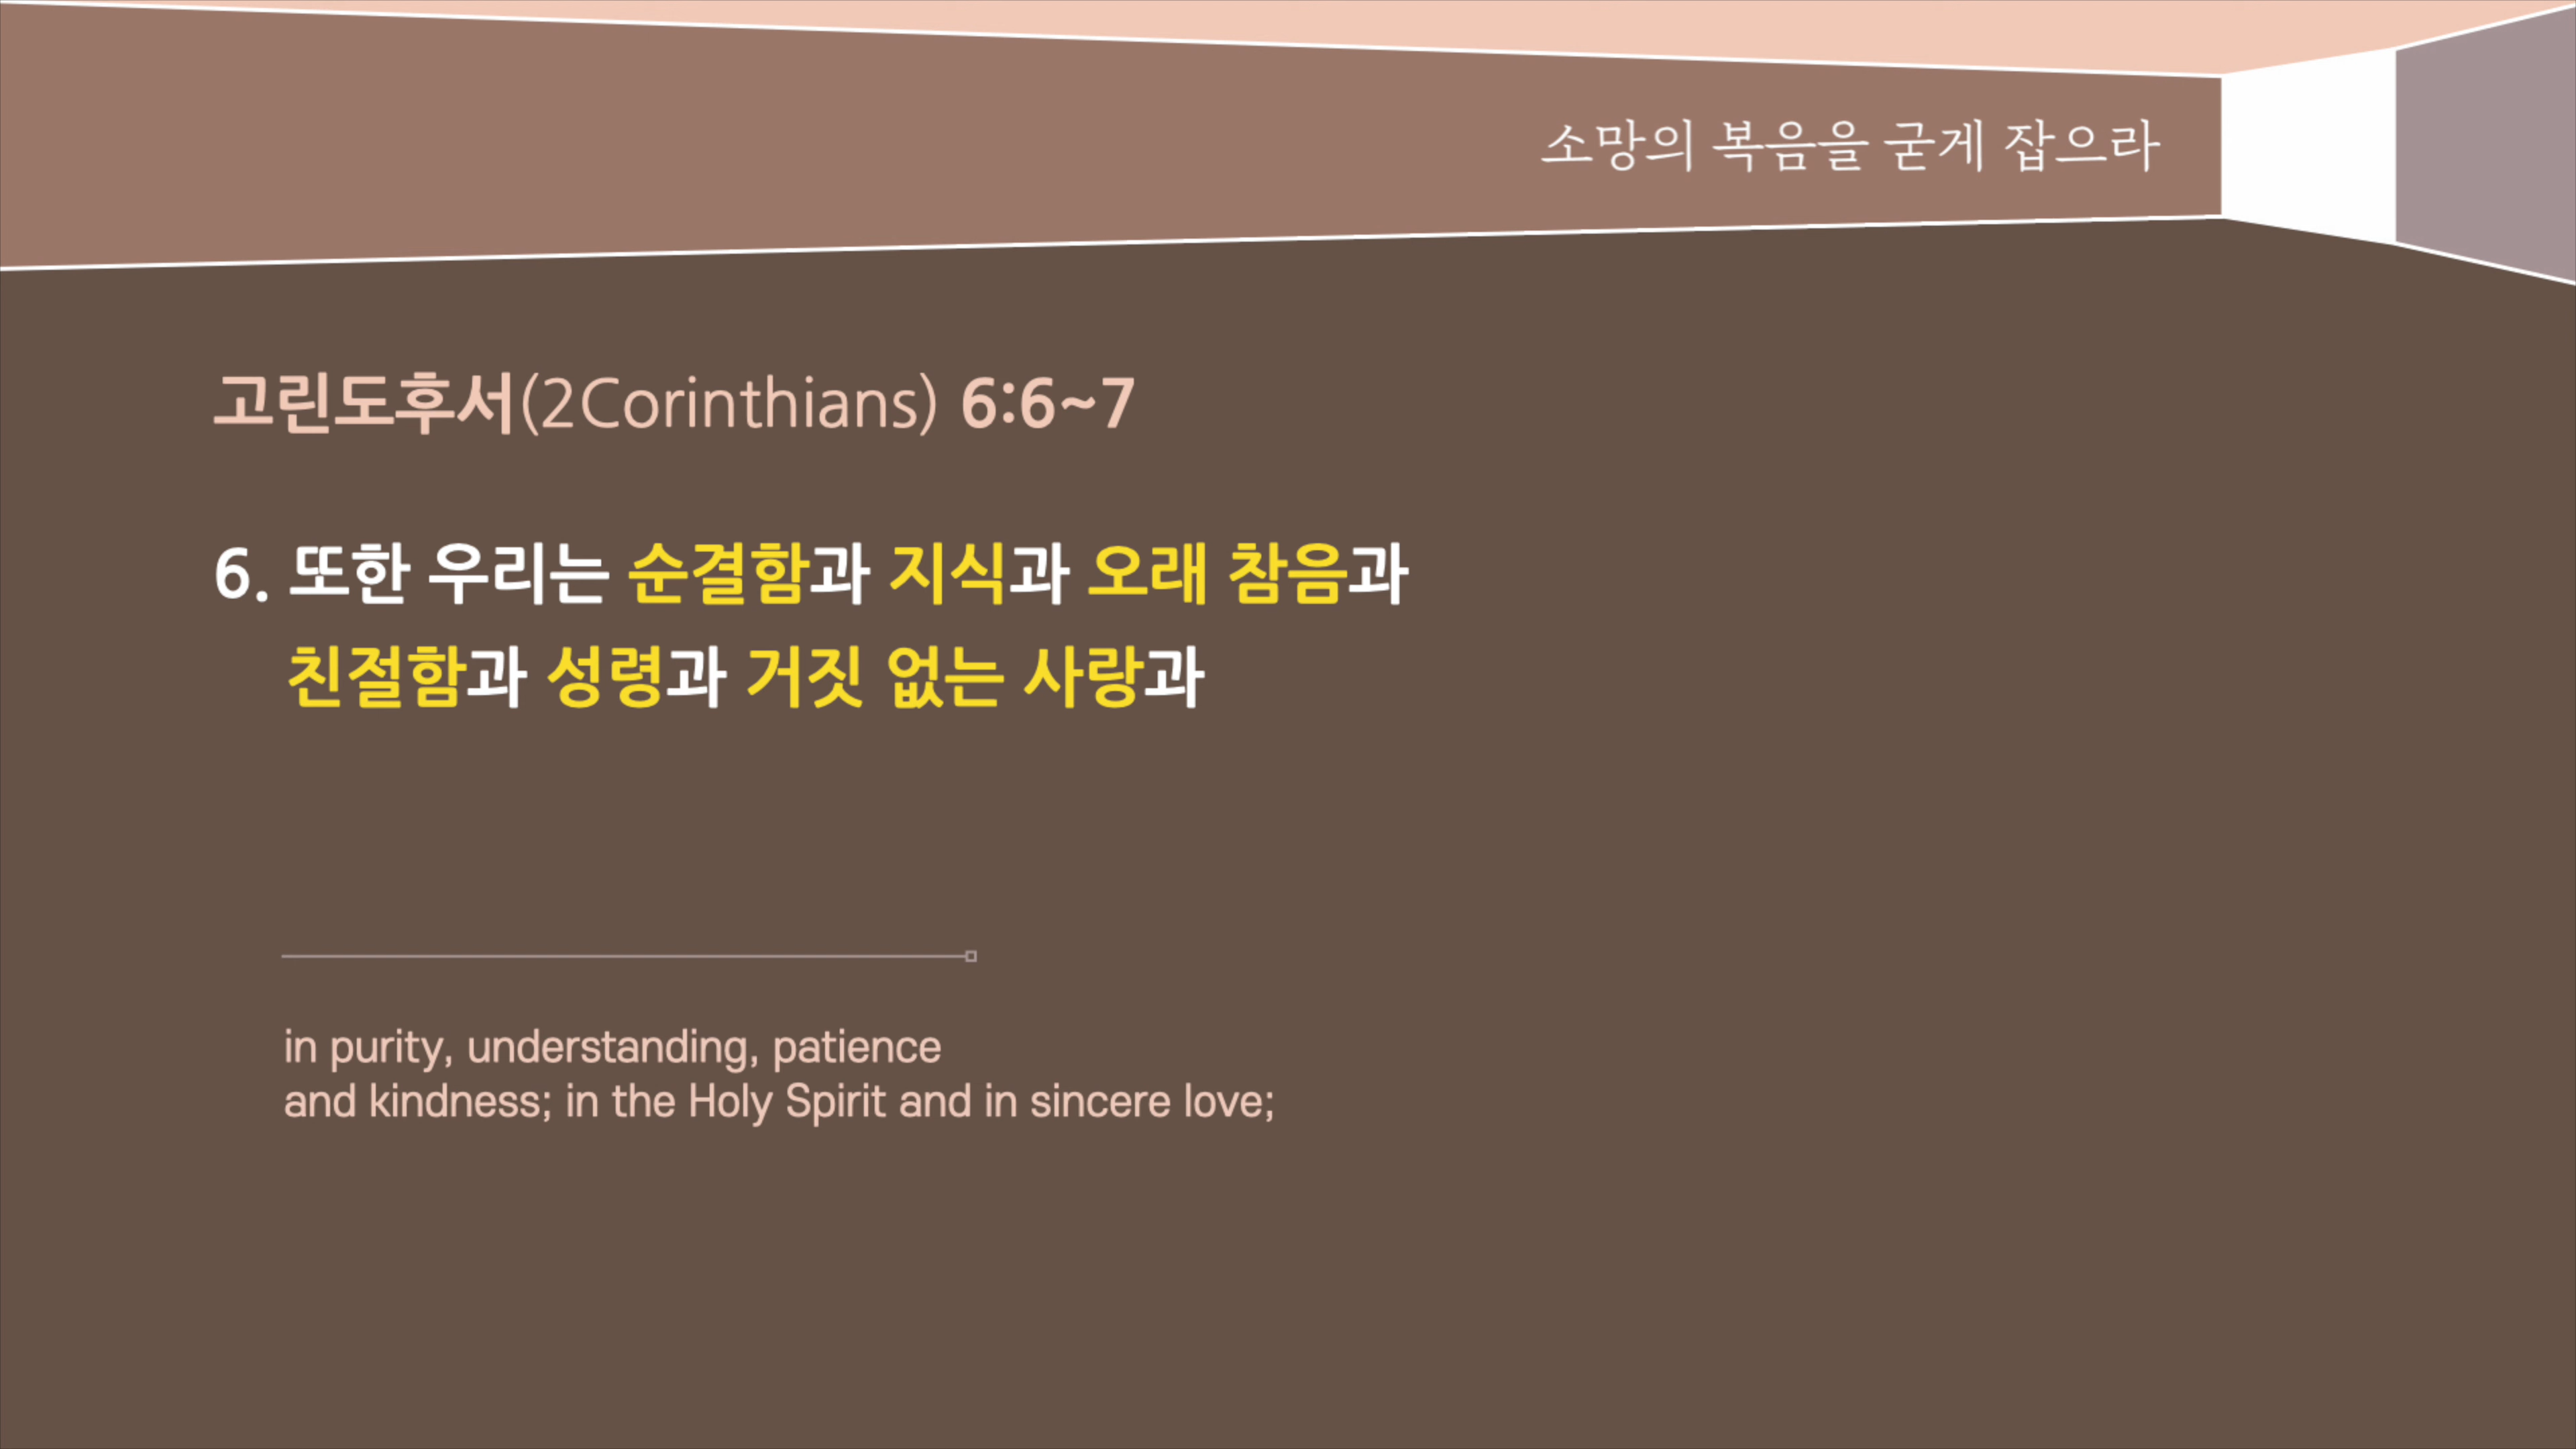 소망의 복음을 굳게 잡으라
고린도후서(2Corinthians) 6:6~7
6. 또한 우리는 순결함과 지식과 오래 참음과
친절함과 성령과 거짓 없는 사랑과
in purity, understanding, patience
and kindness; in the Holy Spirit and in sincere love;